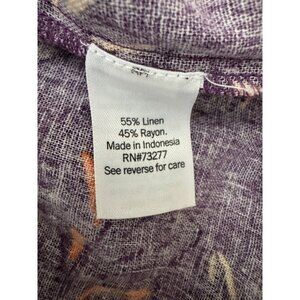 55% Linen
45% Rayon.
Made in Indonesia
RN#73277
See reverse for care